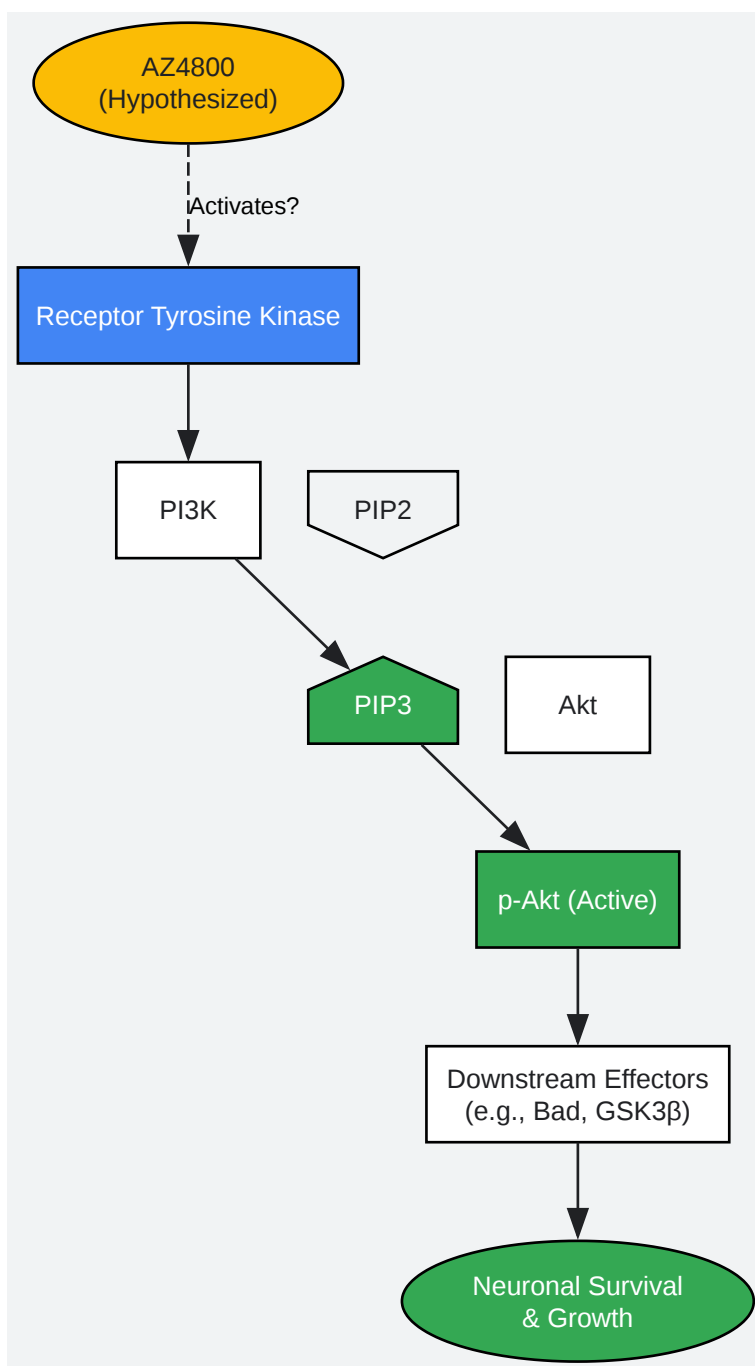 AZ4800
(Hypothesized)
Activates?
Receptor Tyrosine Kinase
PI3K
PIP2
PIP3
Akt
p-Akt (Active)
Downstream Effectors
(e.g., Bad, GSK3β)
Neuronal Survival
& Growth